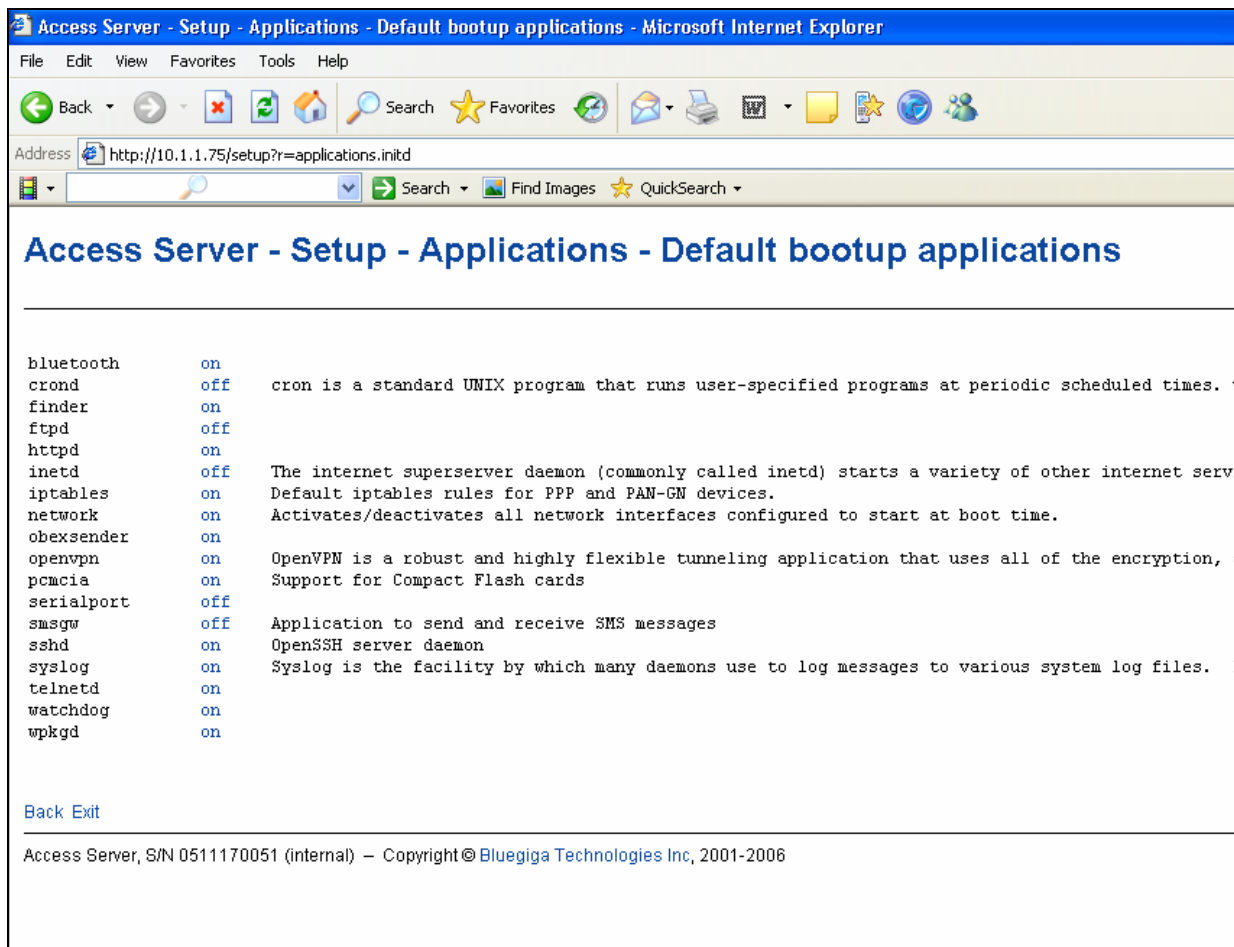 Access Server - Setup - Applications - Default bootup applications - Microsoft Internet Explorer
File Edit View Favorites Tools Help
Back Search Favorites
Address http://10.1.1.75/setup?r=applications.initd
Search Find Images QuickSearch
Access Server - Setup - Applications - Default bootup applications
bluetooth on
crond off cron is a standard UNIX program that runs user-specified programs at periodic scheduled times.
finder on
ftpd off
httpd on
inetd off The internet superserver daemon (commonly called inetd) starts a variety of other internet serv
iptables on Default iptables rules for PPP and PAN-GN devices.
network on Activates/deactivates all network interfaces configured to start at boot time.
obexsender on
openvpn on OpenVPN is a robust and highly flexible tunneling application that uses all of the encryption,
pcmcia on Support for Compact Flash cards
serialport off
smsgw off Application to send and receive SMS messages
sshd on OpenSSH server daemon
syslog on Syslog is the facility by which many daemons use to log messages to various system log files.
telnetd on
watchdog on
wpkgd on
Back Exit
Access Server, S/N 0511170051 (internal) – Copyright © Bluegiga Technologies Inc, 2001-2006